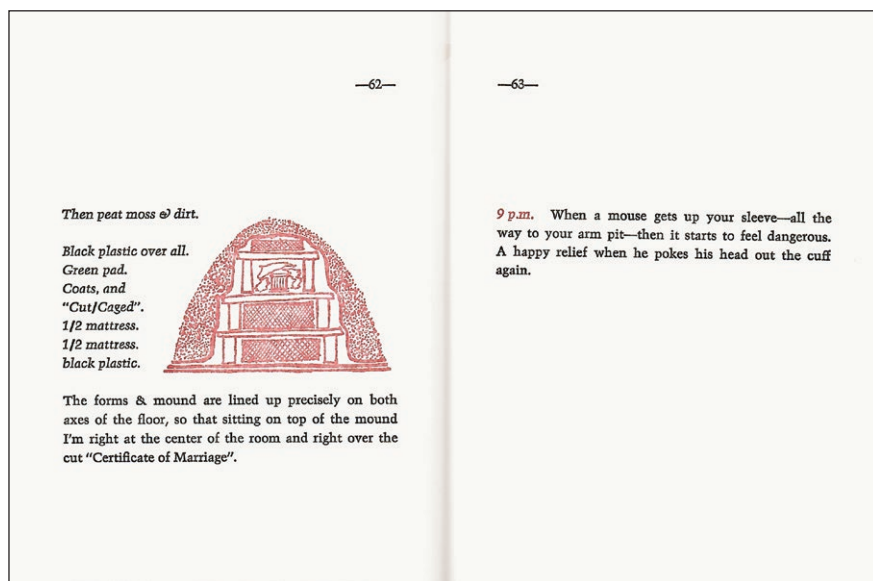 —62—
Then peat moss & dirt.
Black plastic over all.
Green pad.
Coats, and
"Cut/Caged".
1/2 mattress.
1/2 mattress.
black plastic.
The forms & mound are lined up precisely on both
axes of the floor, so that sitting on top of the mound
I'm right at the center of the room and right over the
cut "Certificate of Marriage".
—63—
9 p.m. When a mouse gets up your sleeve—all the
way to your arm pit—then it starts to feel dangerous.
A happy relief when he pokes his head out the cuff
again.